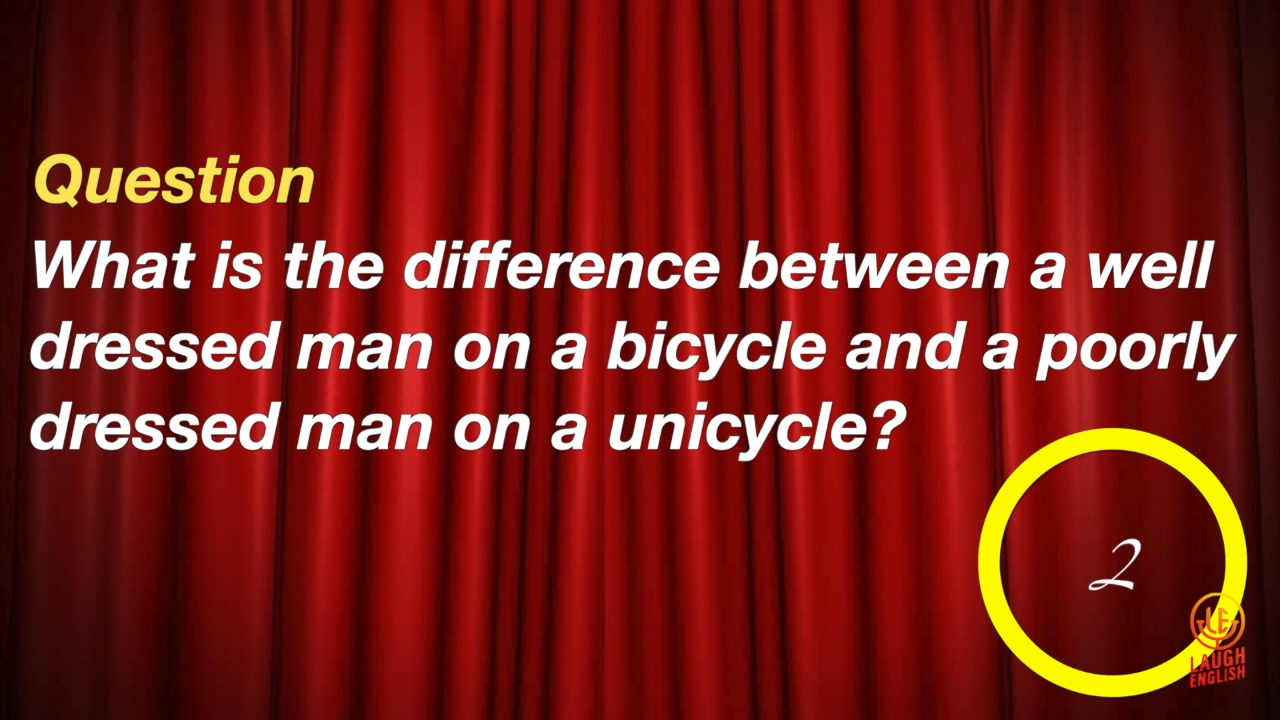 Question
What is the difference between a well
dressed man on a bicycle and a poorly
dressed man on a unicycle?
2
LE
LAUGH
ENGLISH